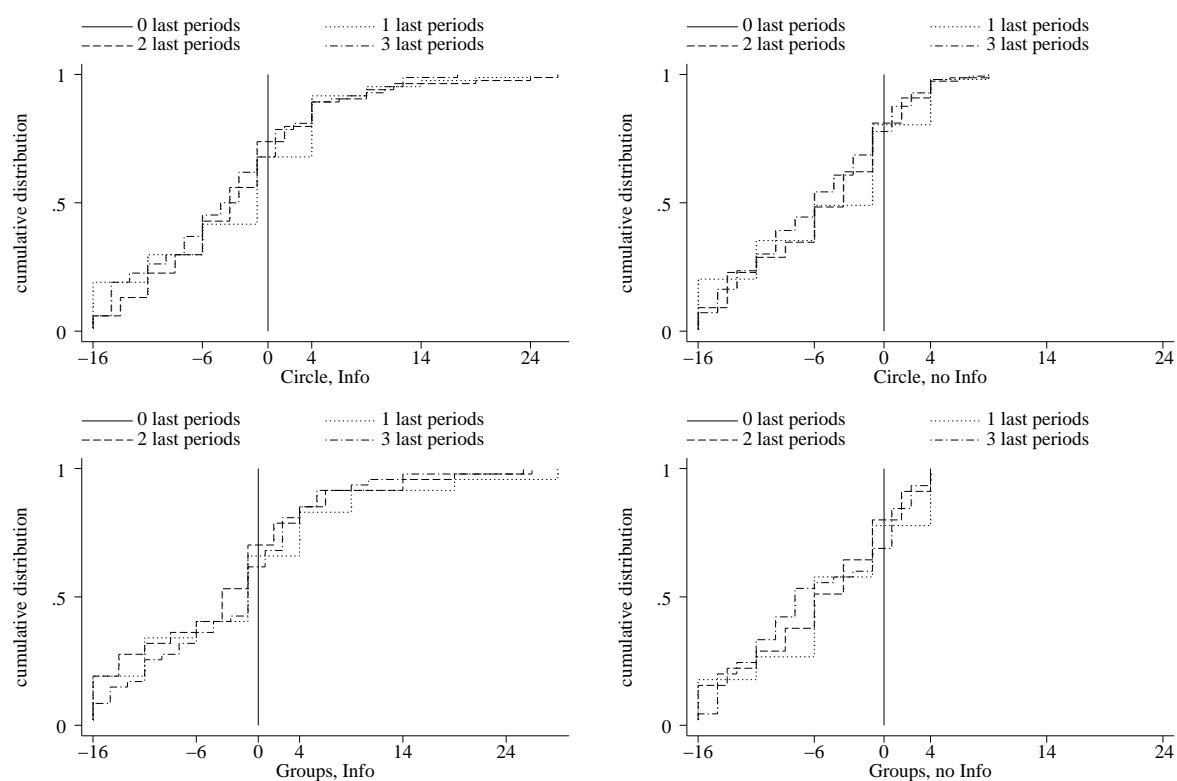 0 last periods 1 last periods
2 last periods 3 last periods
cumulative distribution
1
.5
0
−16 −6 0 4 14 24
Circle, Info
0 last periods 1 last periods
2 last periods 3 last periods
cumulative distribution
1
.5
0
−16 −6 0 4 14 24
Circle, no Info
0 last periods 1 last periods
2 last periods 3 last periods
cumulative distribution
1
.5
0
−16 −6 0 4 14 24
Groups, Info
0 last periods 1 last periods
2 last periods 3 last periods
cumulative distribution
1
.5
0
−16 −6 0 4 14 24
Groups, no Info